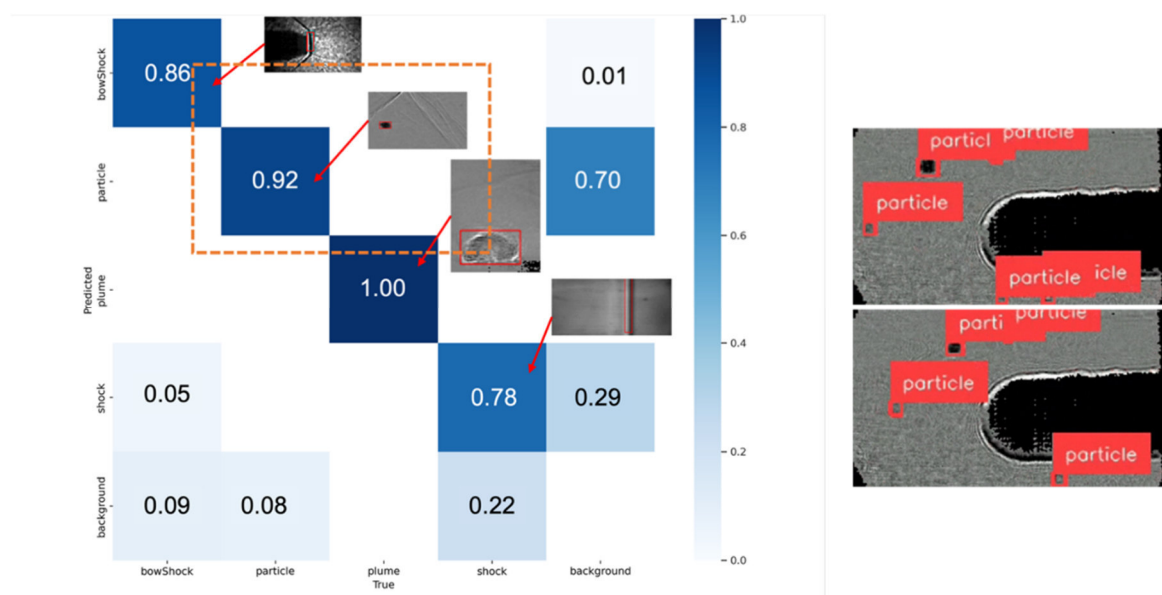 1.0
bowShock
0.86
0.01
0.8
particle
0.92
0.70
0.6
Predicted
plume
1.00
0.4
shock
0.05
0.78
0.29
0.2
background
0.09
0.08
0.22
0.0
bowShock
particle
plume
shock
background
True
particl
particle
particle
particle
icle
parti
particle
particle
particle